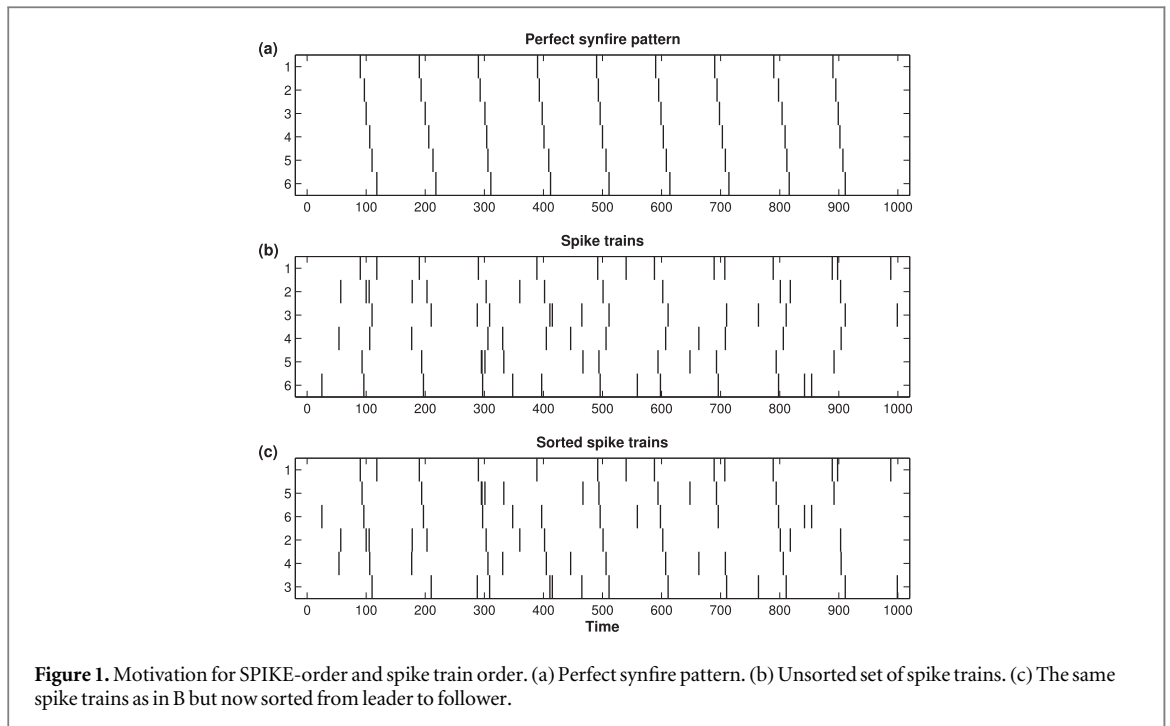 (a)
Perfect synfire pattern
1
2
3
4
5
6
0 100 200 300 400 500 600 700 800 900 1000
(b)
Spike trains
1
2
3
4
5
6
0 100 200 300 400 500 600 700 800 900 1000
(c)
Sorted spike trains
1
5
6
2
4
3
0 100 200 300 400 500 600 700 800 900 1000
Time
Figure 1. Motivation for SPIKE-order and spike train order. (a) Perfect synfire pattern. (b) Unsorted set of spike trains. (c) The same
spike trains as in B but now sorted from leader to follower.